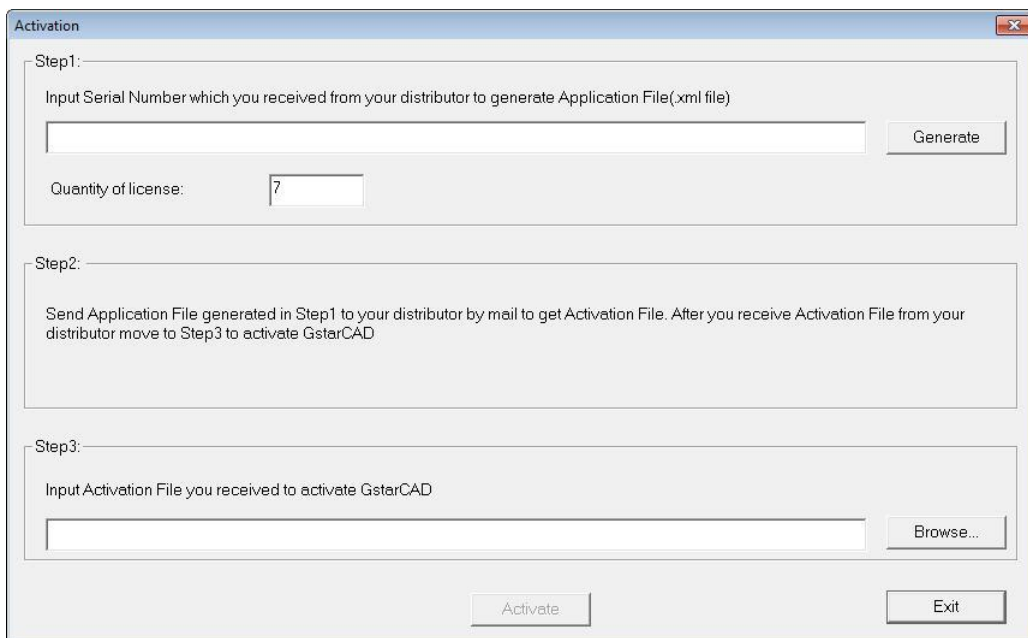 Activation
Step1:
Input Serial Number which you received from your distributor to generate Application File(.xml file)
Generate
Quantity of license:
7
Step2:
Send Application File generated in Step1 to your distributor by mail to get Activation File. After you receive Activation File from your
distributor move to Step3 to activate GstarCAD
Step3:
Input Activation File you received to activate GstarCAD
Browse...
Activate
Exit